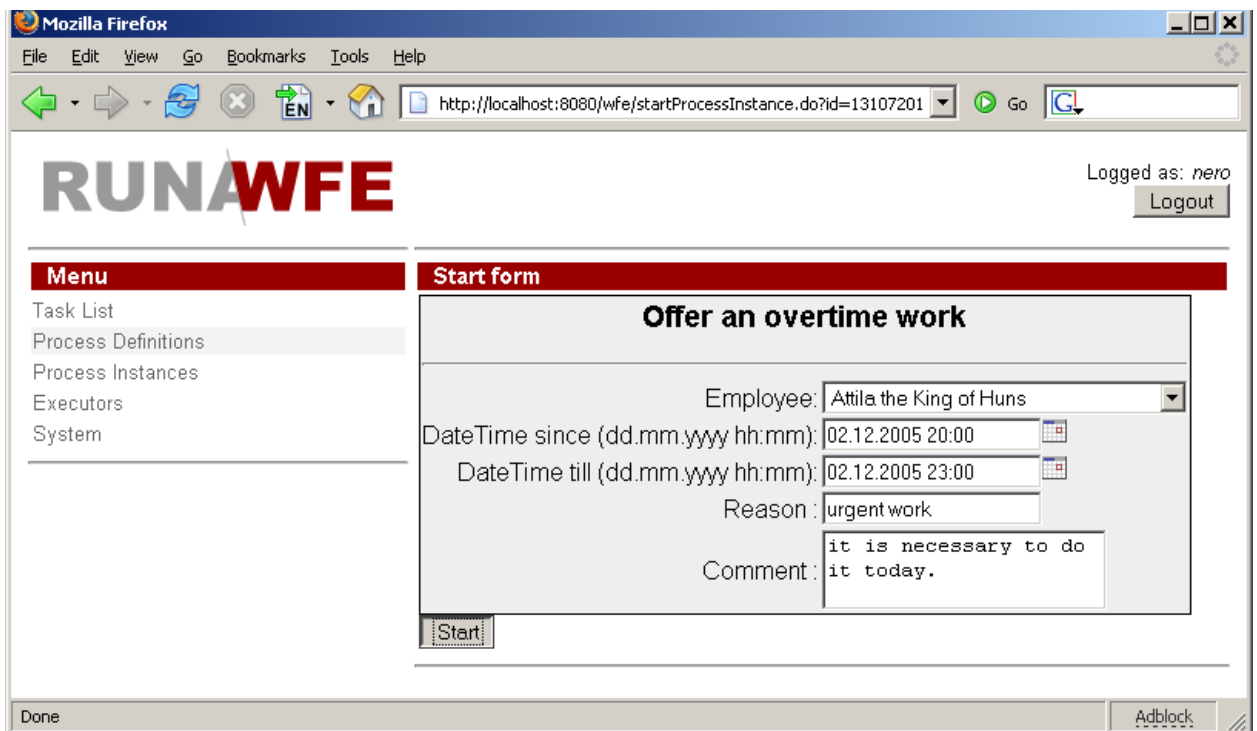 Mozilla Firefox
File Edit View Go Bookmarks Tools Help
EN http://localhost:8080/wfe/startProcessInstance.do?id=13107201 Go G
RUNAWFE
Logged as: nero
Logout
Menu
Task List
Process Definitions
Process Instances
Executors
System
Start form
Offer an overtime work
Employee: Attila the King of Huns
DateTime since (dd.mm.yyyy hh:mm): 02.12.2005 20:00
DateTime till (dd.mm.yyyy hh:mm): 02.12.2005 23:00
Reason : urgent work
Comment : it is necessary to do
it today.
Start
Done Adblock